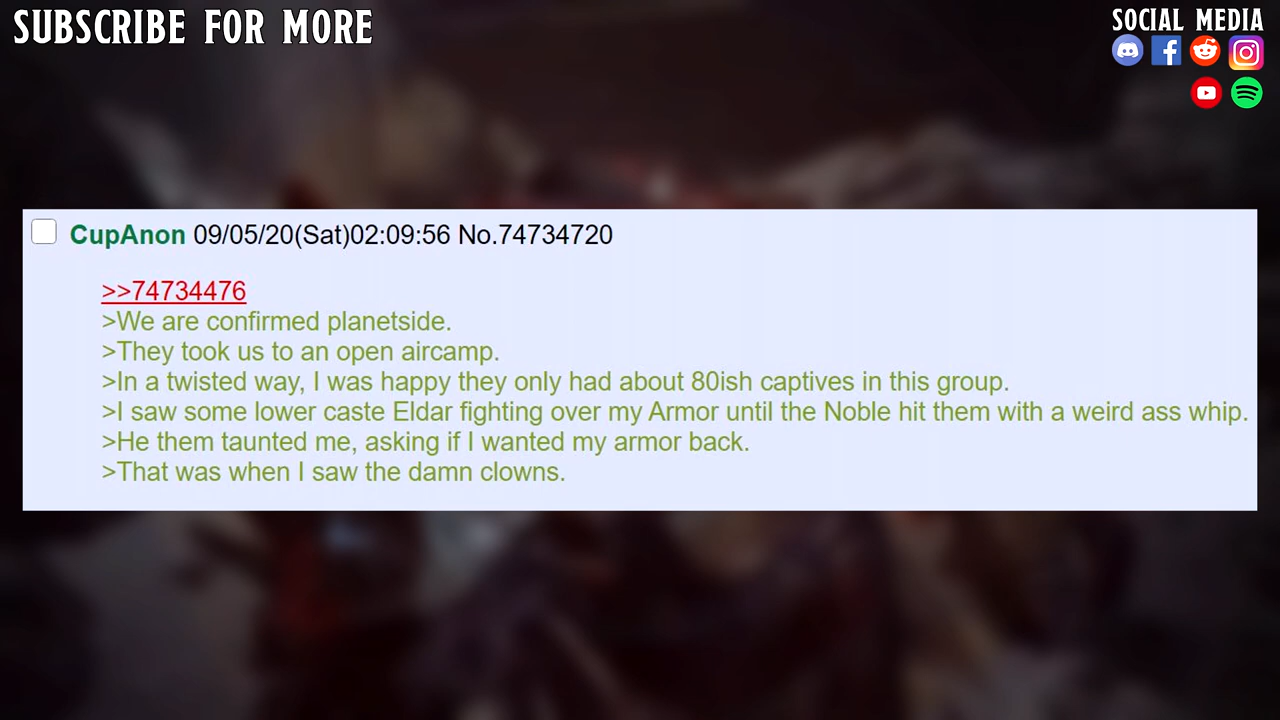 SUBSCRIBE FOR MORE
SOCIAL MEDIA
CupAnon 09/05/20(Sat)02:09:56 No.74734720
>>74734476
>We are confirmed planetside.
>They took us to an open aircamp.
>In a twisted way, I was happy they only had about 80ish captives in this group.
>I saw some lower caste Eldar fighting over my Armor until the Noble hit them with a weird ass whip.
>He them taunted me, asking if I wanted my armor back.
>That was when I saw the damn clowns.